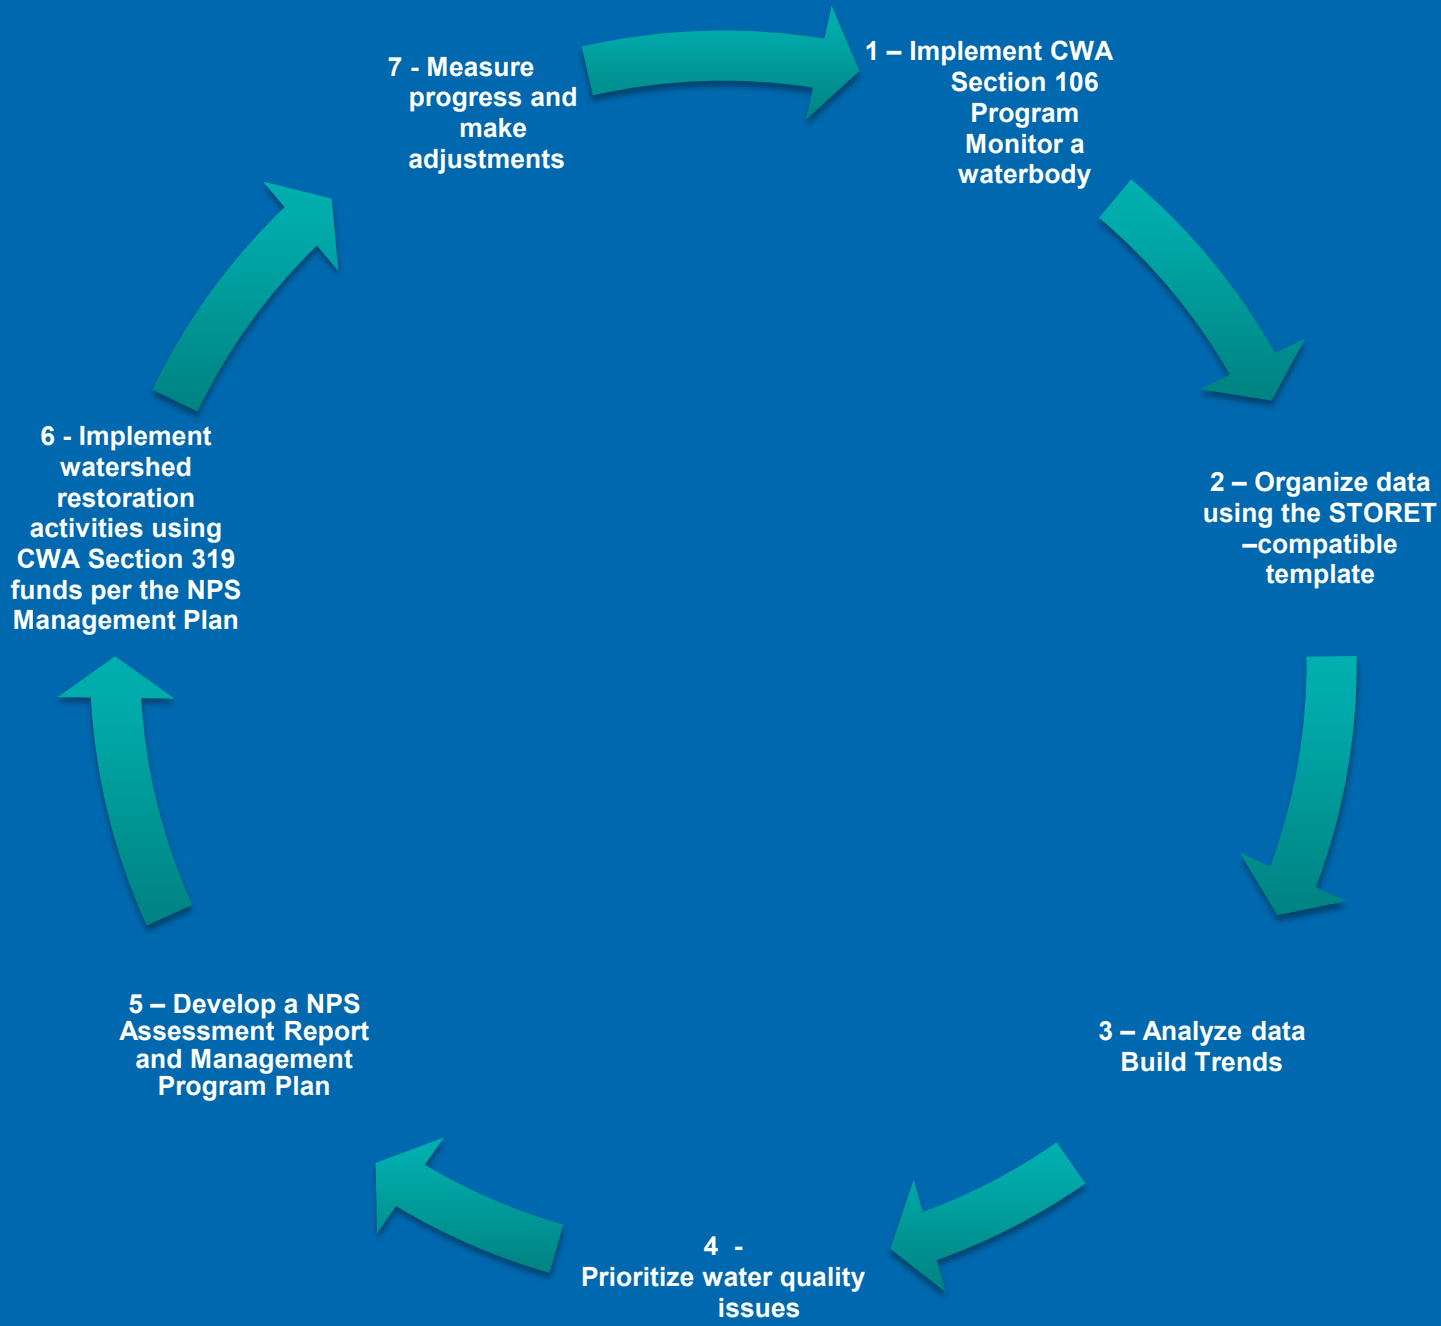 1 – Implement CWA
Section 106
Program
Monitor a
waterbody
2 – Organize data
using the STORET
–compatible
template
3 – Analyze data
Build Trends
4 -
Prioritize water quality
issues
5 – Develop a NPS
Assessment Report
and Management
Program Plan
6 - Implement
watershed
restoration
activities using
CWA Section 319
funds per the NPS
Management Plan
7 - Measure
progress and
make
adjustments